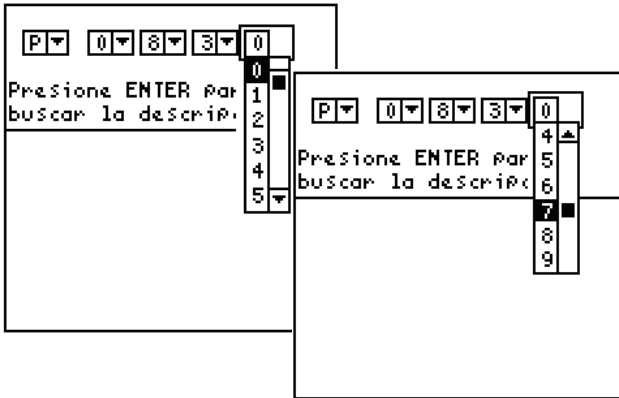 P 0 8 3 0
0
1
2
3
4
5
Presione ENTER par
buscar la descrip
P 0 8 3 0
4
5
6
7
8
9
Presione ENTER par
buscar la descripc